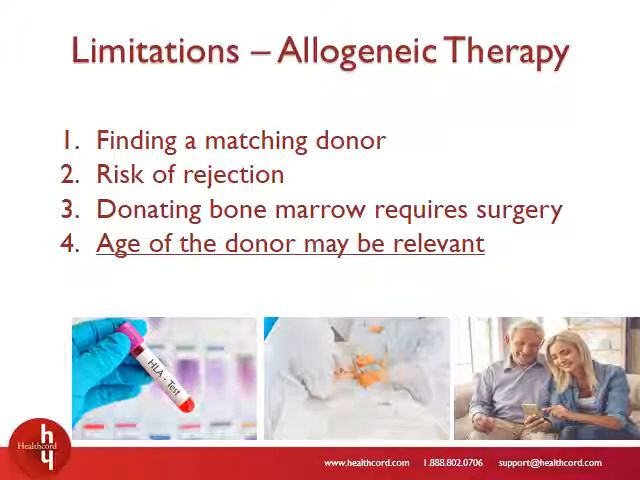 Limitations – Allogeneic Therapy
1. Finding a matching donor
2. Risk of rejection
3. Donating bone marrow requires surgery
4. Age of the donor may be relevant
HLA - Test
h
Healthcord
www.healthcord.com 1.888.802.0706 support@healthcord.com